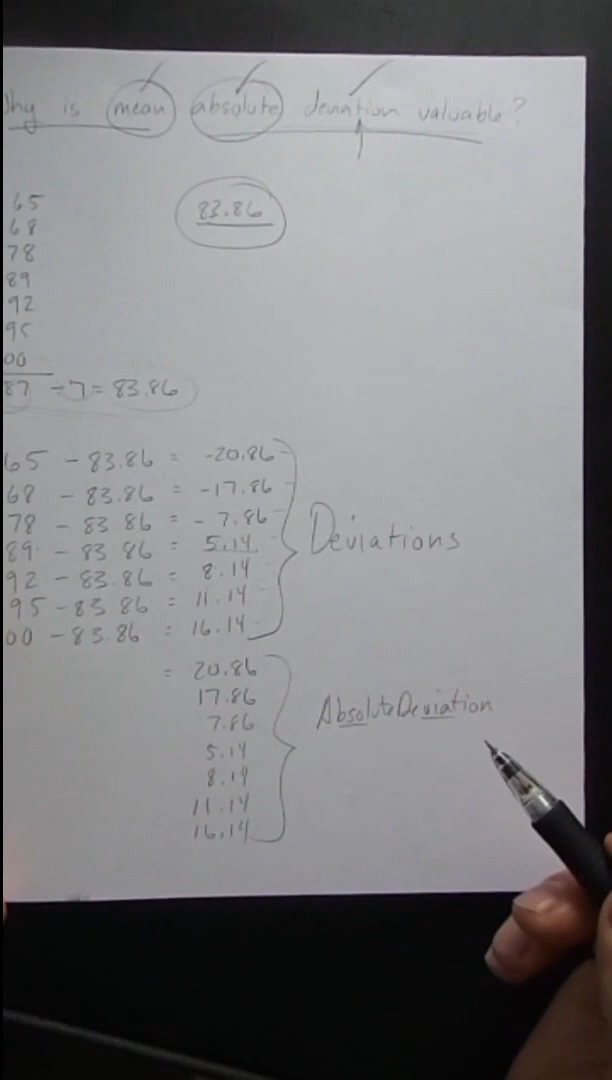 hy is mean absolute deviation valuable?
83.86
65
68
78
89
92
95
00
87 ÷ 7 = 83.86
65 - 83.86 = -20.86
68 - 83.86 = -17.86
78 - 83.86 = -7.86
89 - 83.86 = 5.14
92 - 83.86 = 8.14
95 - 83.86 = 11.14
00 - 83.86 = 16.14
Deviations
= 20.86
17.86
7.86
5.14
8.14
11.14
16.14
Absolute Deviation